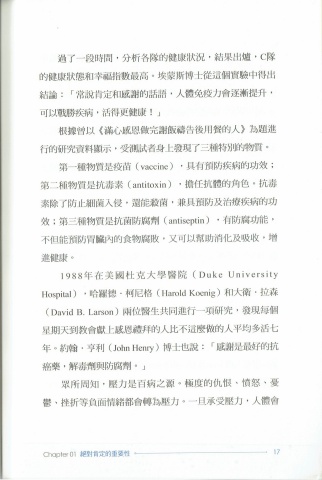 過了一段時間，分析各隊的健康狀況，結果出爐，C隊
的健康狀態和幸福指數最高。埃蒙斯博士從這個實驗中得出
結論：「常說肯定和感謝的話語，人體免疫力會逐漸提升，
可以戰勝疾病，活得更健康！」
根據曾以《滿心感恩做完謝飯禱告後用餐的人》為題進
行的研究資料顯示，受測試者身上發現了三種特別的物質。
第一種物質是疫苗（vaccine），具有預防疾病的功效；
第二種物質是抗毒素（antitoxin），擔任抗體的角色，抗毒
素除了防止細菌入侵，還能殺菌，兼具預防及治療疾病的功
效；第三種物質是抗菌防腐劑（antiseptin），有防腐功能，
不但能預防胃臟內的食物腐敗，又可以幫助消化及吸收，增
進健康。
1988年在美國杜克大學醫院（Duke University
Hospital），哈羅德．柯尼格（Harold Koenig）和大衛．拉森
（David B. Larson）兩位醫生共同進行一項研究，發現每個
星期天到教會獻上感恩禮拜的人比不這麼做的人平均多活七
年。約翰．亨利（John Henry）博士也說：「感謝是最好的抗
癌藥，解毒劑與防腐劑。」
眾所周知，壓力是百病之源。極度的仇恨、憤怒、憂
鬱、挫折等負面情緒都會轉為壓力。一旦承受壓力，人體會
Chapter 01 絕對肯定的重要性 17